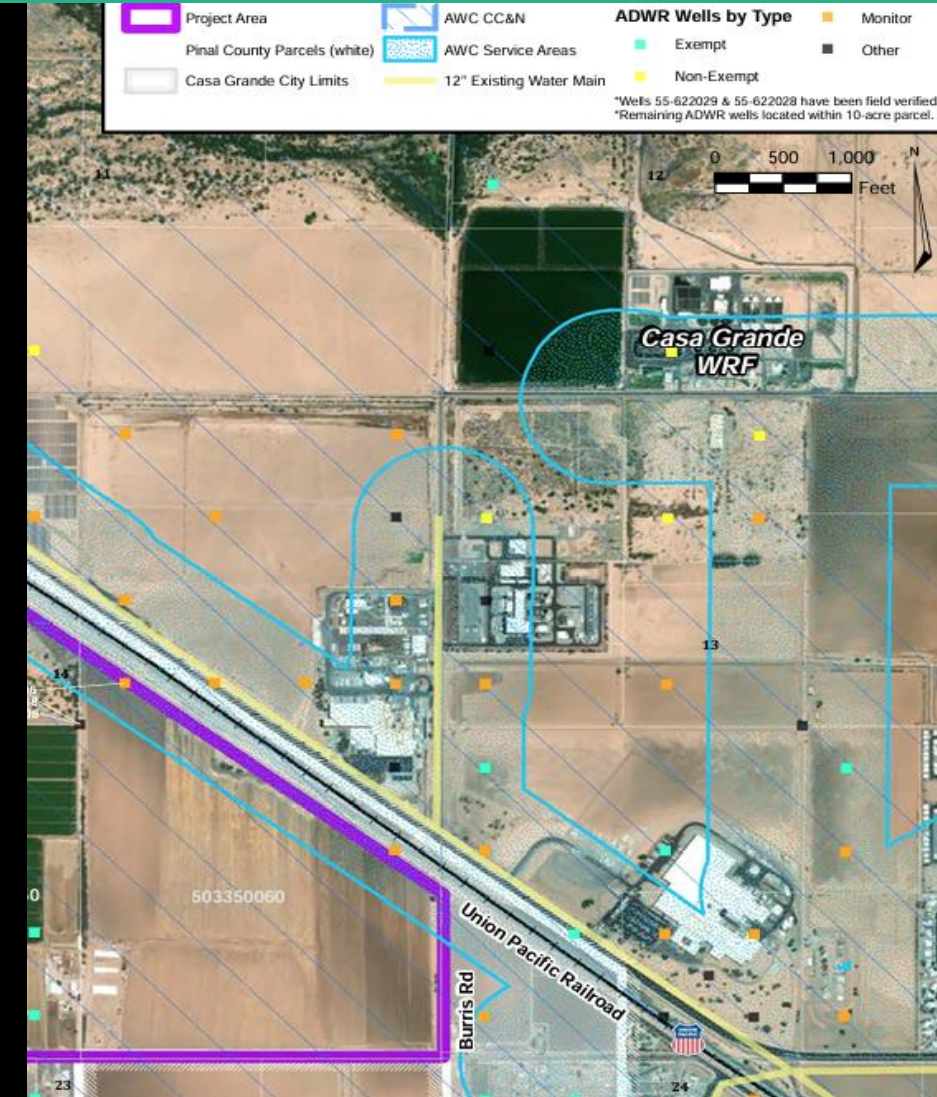 Project Area
AWC CC&N
ADWR Wells by Type
Monitor
Pinal County Parcels (white)
AWC Service Areas
Exempt
Other
Casa Grande City Limits
12" Existing Water Main
Non-Exempt
*Wells 55-622029 & 55-622028 have been field verified
*Remaining ADWR wells located within 10-acre parcel.
0 500 1,000
Feet
N
11
12
Casa Grande
WRF
13
14
503350060
Union Pacific Railroad
Burris Rd
UNION
PACIFIC
23
24